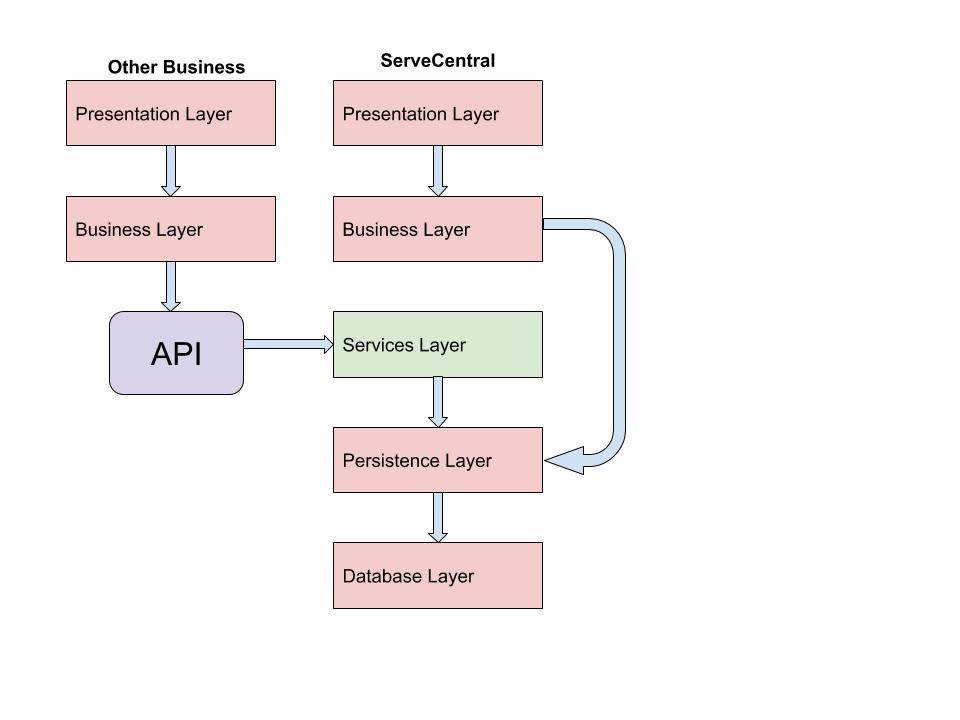 Other Business
ServeCentral
Presentation Layer
Presentation Layer
Business Layer
Business Layer
API
Services Layer
Persistence Layer
Database Layer